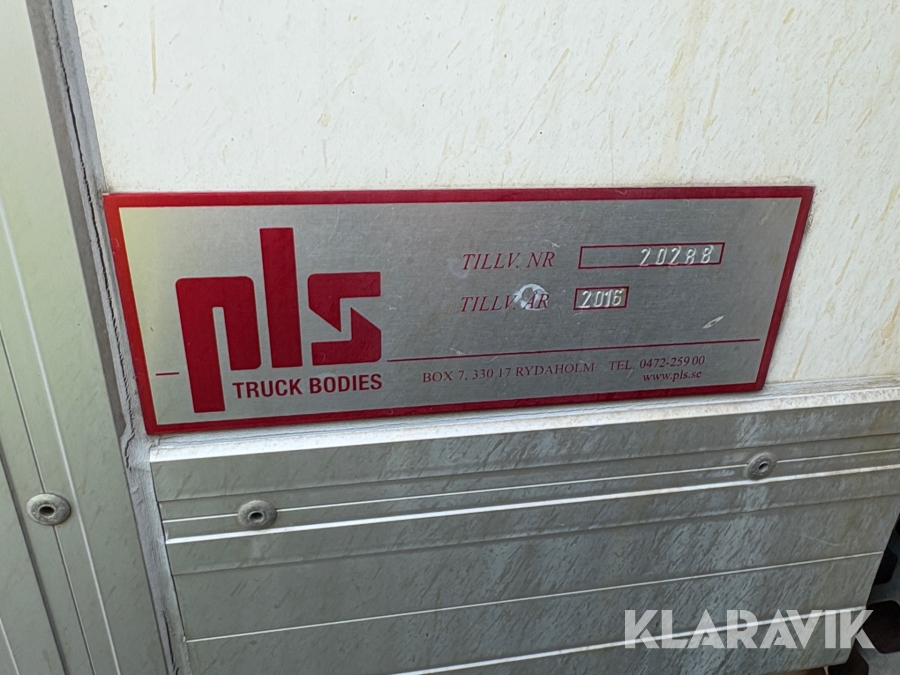 pls
TRUCK BODIES
TILLV. NR 20288
TILLV. ÅR 2016
BOX 7, 330 17 RYDAHOLM TEL. 0472-259 00
www.pls.se
KLARAVIK